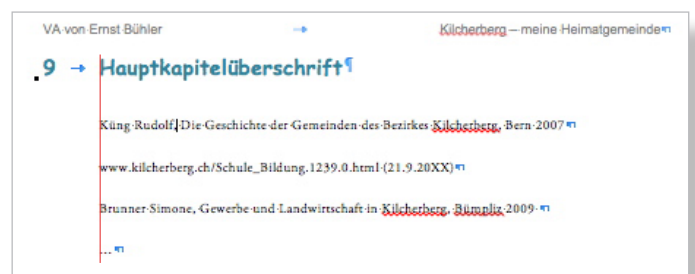 VA von Ernst Bühler → Kilcherberg – meine Heimatgemeinde
9 → Hauptkapitelüberschrift¶
Küng Rudolf, Die Geschichte der Gemeinden des Bezirkes Kilcherberg, Bern 2007
www.kilcherberg.ch/Schule_Bildung.1239.0.html (21.9.20XX)
Brunner Simone, Gewerbe und Landwirtschaft in Kilcherberg, Bümpliz 2009
...